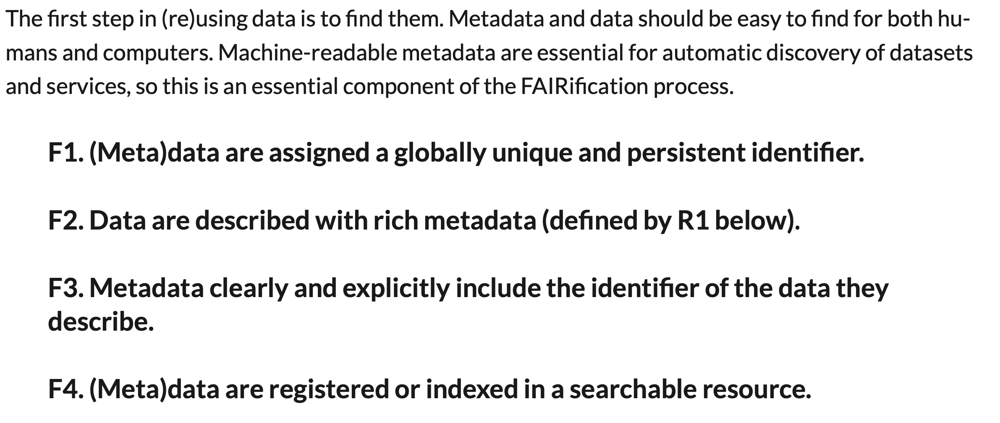 The first step in (re)using data is to find them. Metadata and data should be easy to find for both hu-
mans and computers. Machine-readable metadata are essential for automatic discovery of datasets
and services, so this is an essential component of the FAIRification process.
F1. (Meta)data are assigned a globally unique and persistent identifier.
F2. Data are described with rich metadata (defined by R1 below).
F3. Metadata clearly and explicitly include the identifier of the data they
describe.
F4. (Meta)data are registered or indexed in a searchable resource.